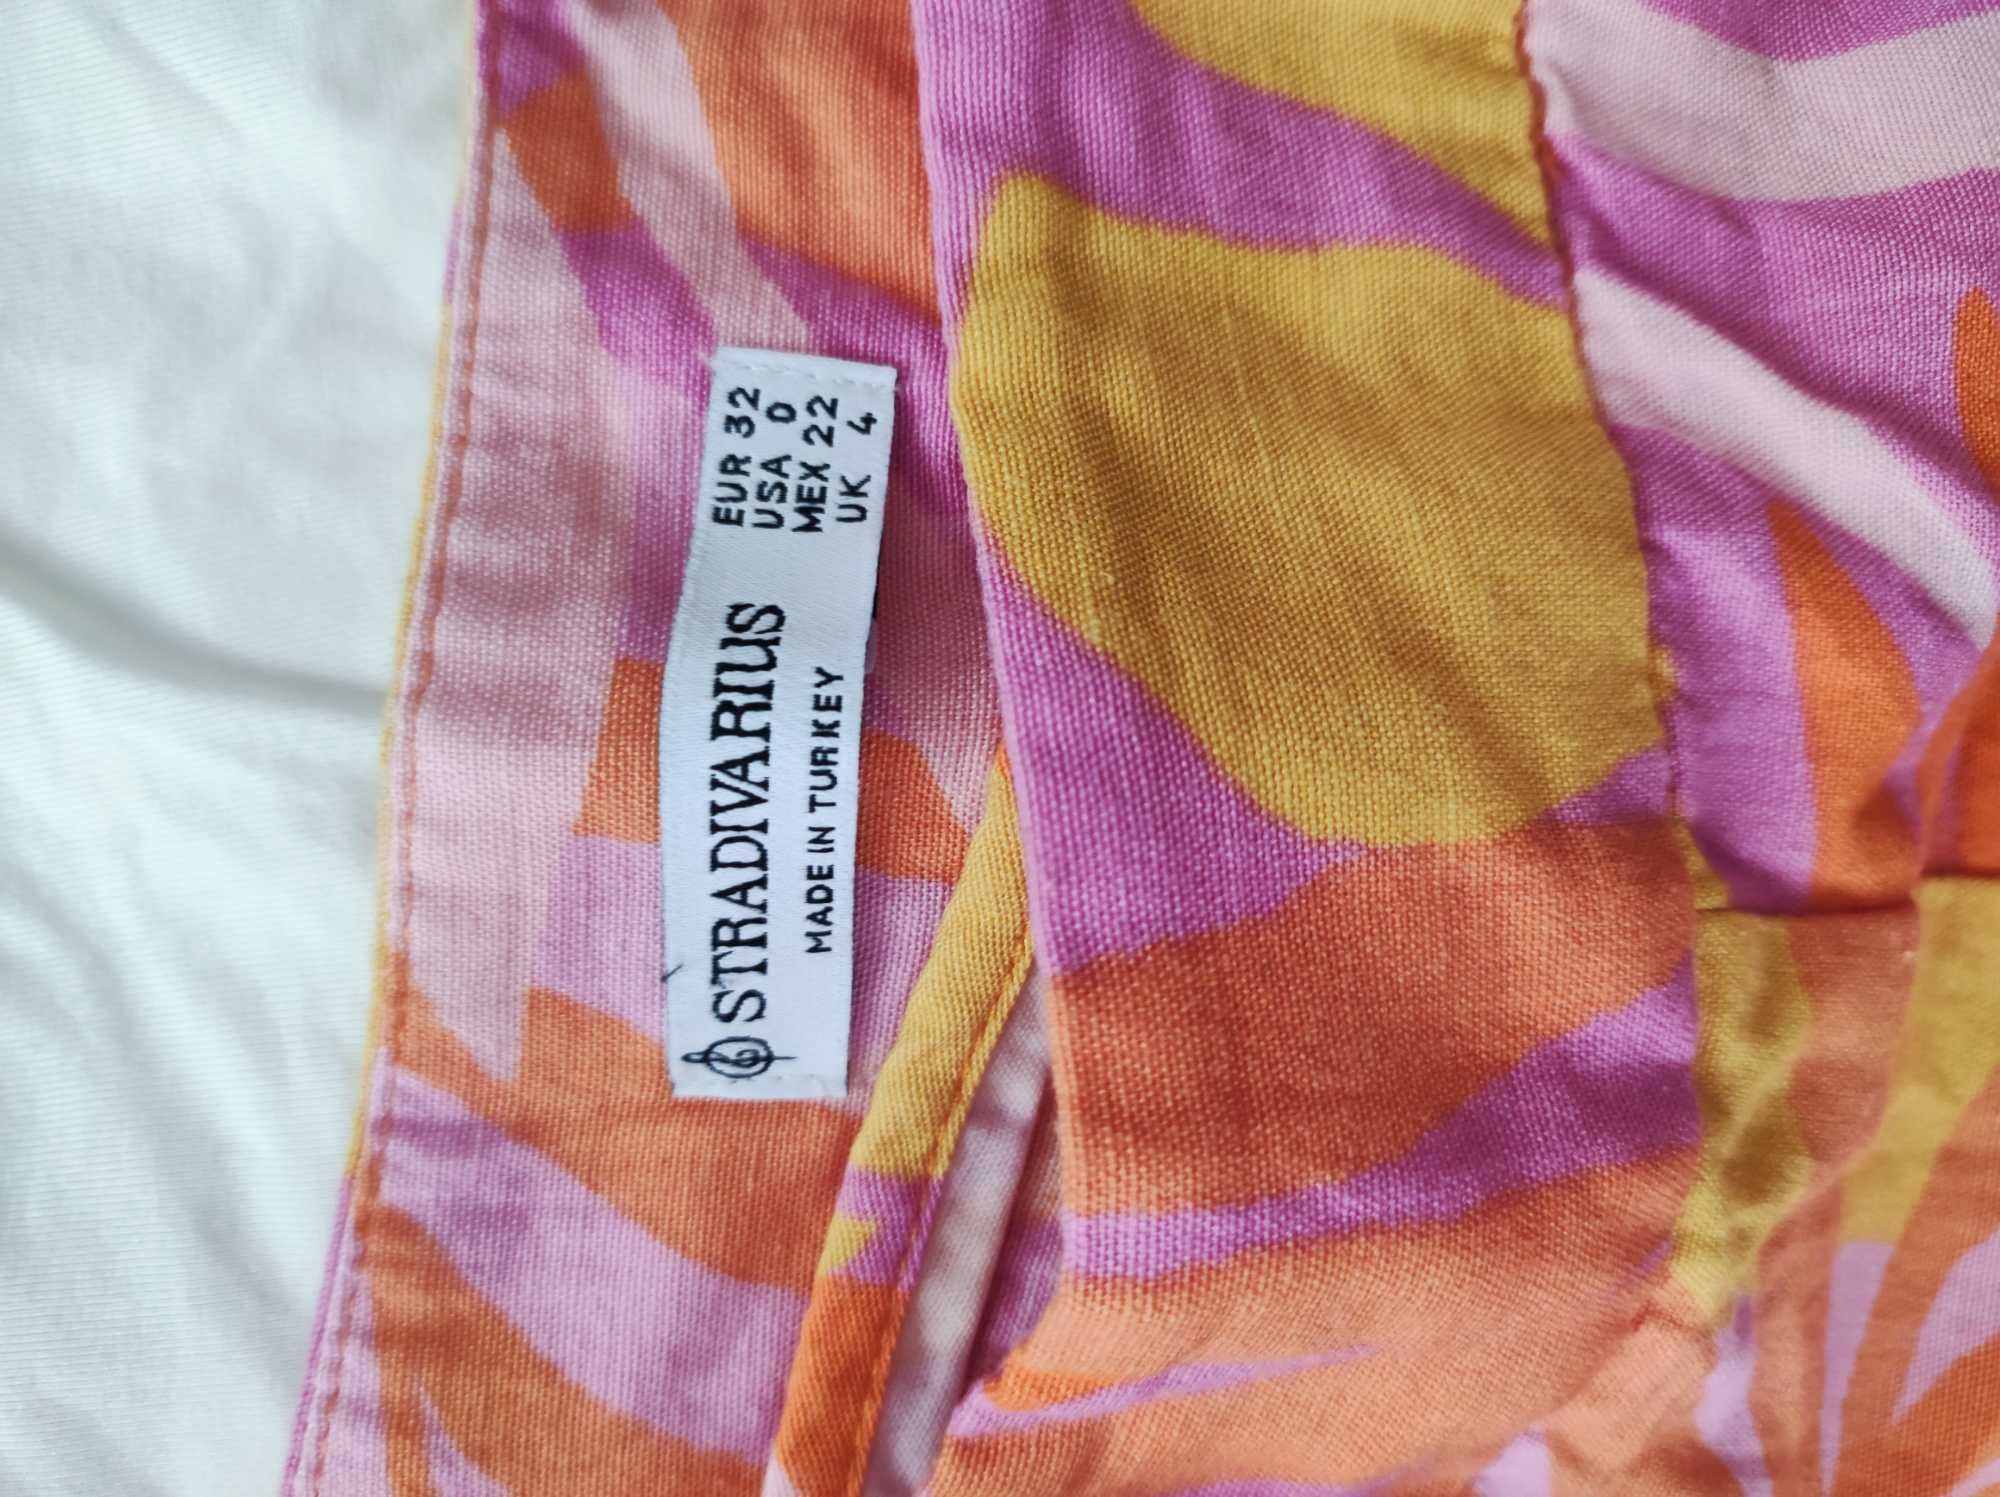 STRADIVARIUS
MADE IN TURKEY
EUR 32
USA 0
MEX 22
UK 4